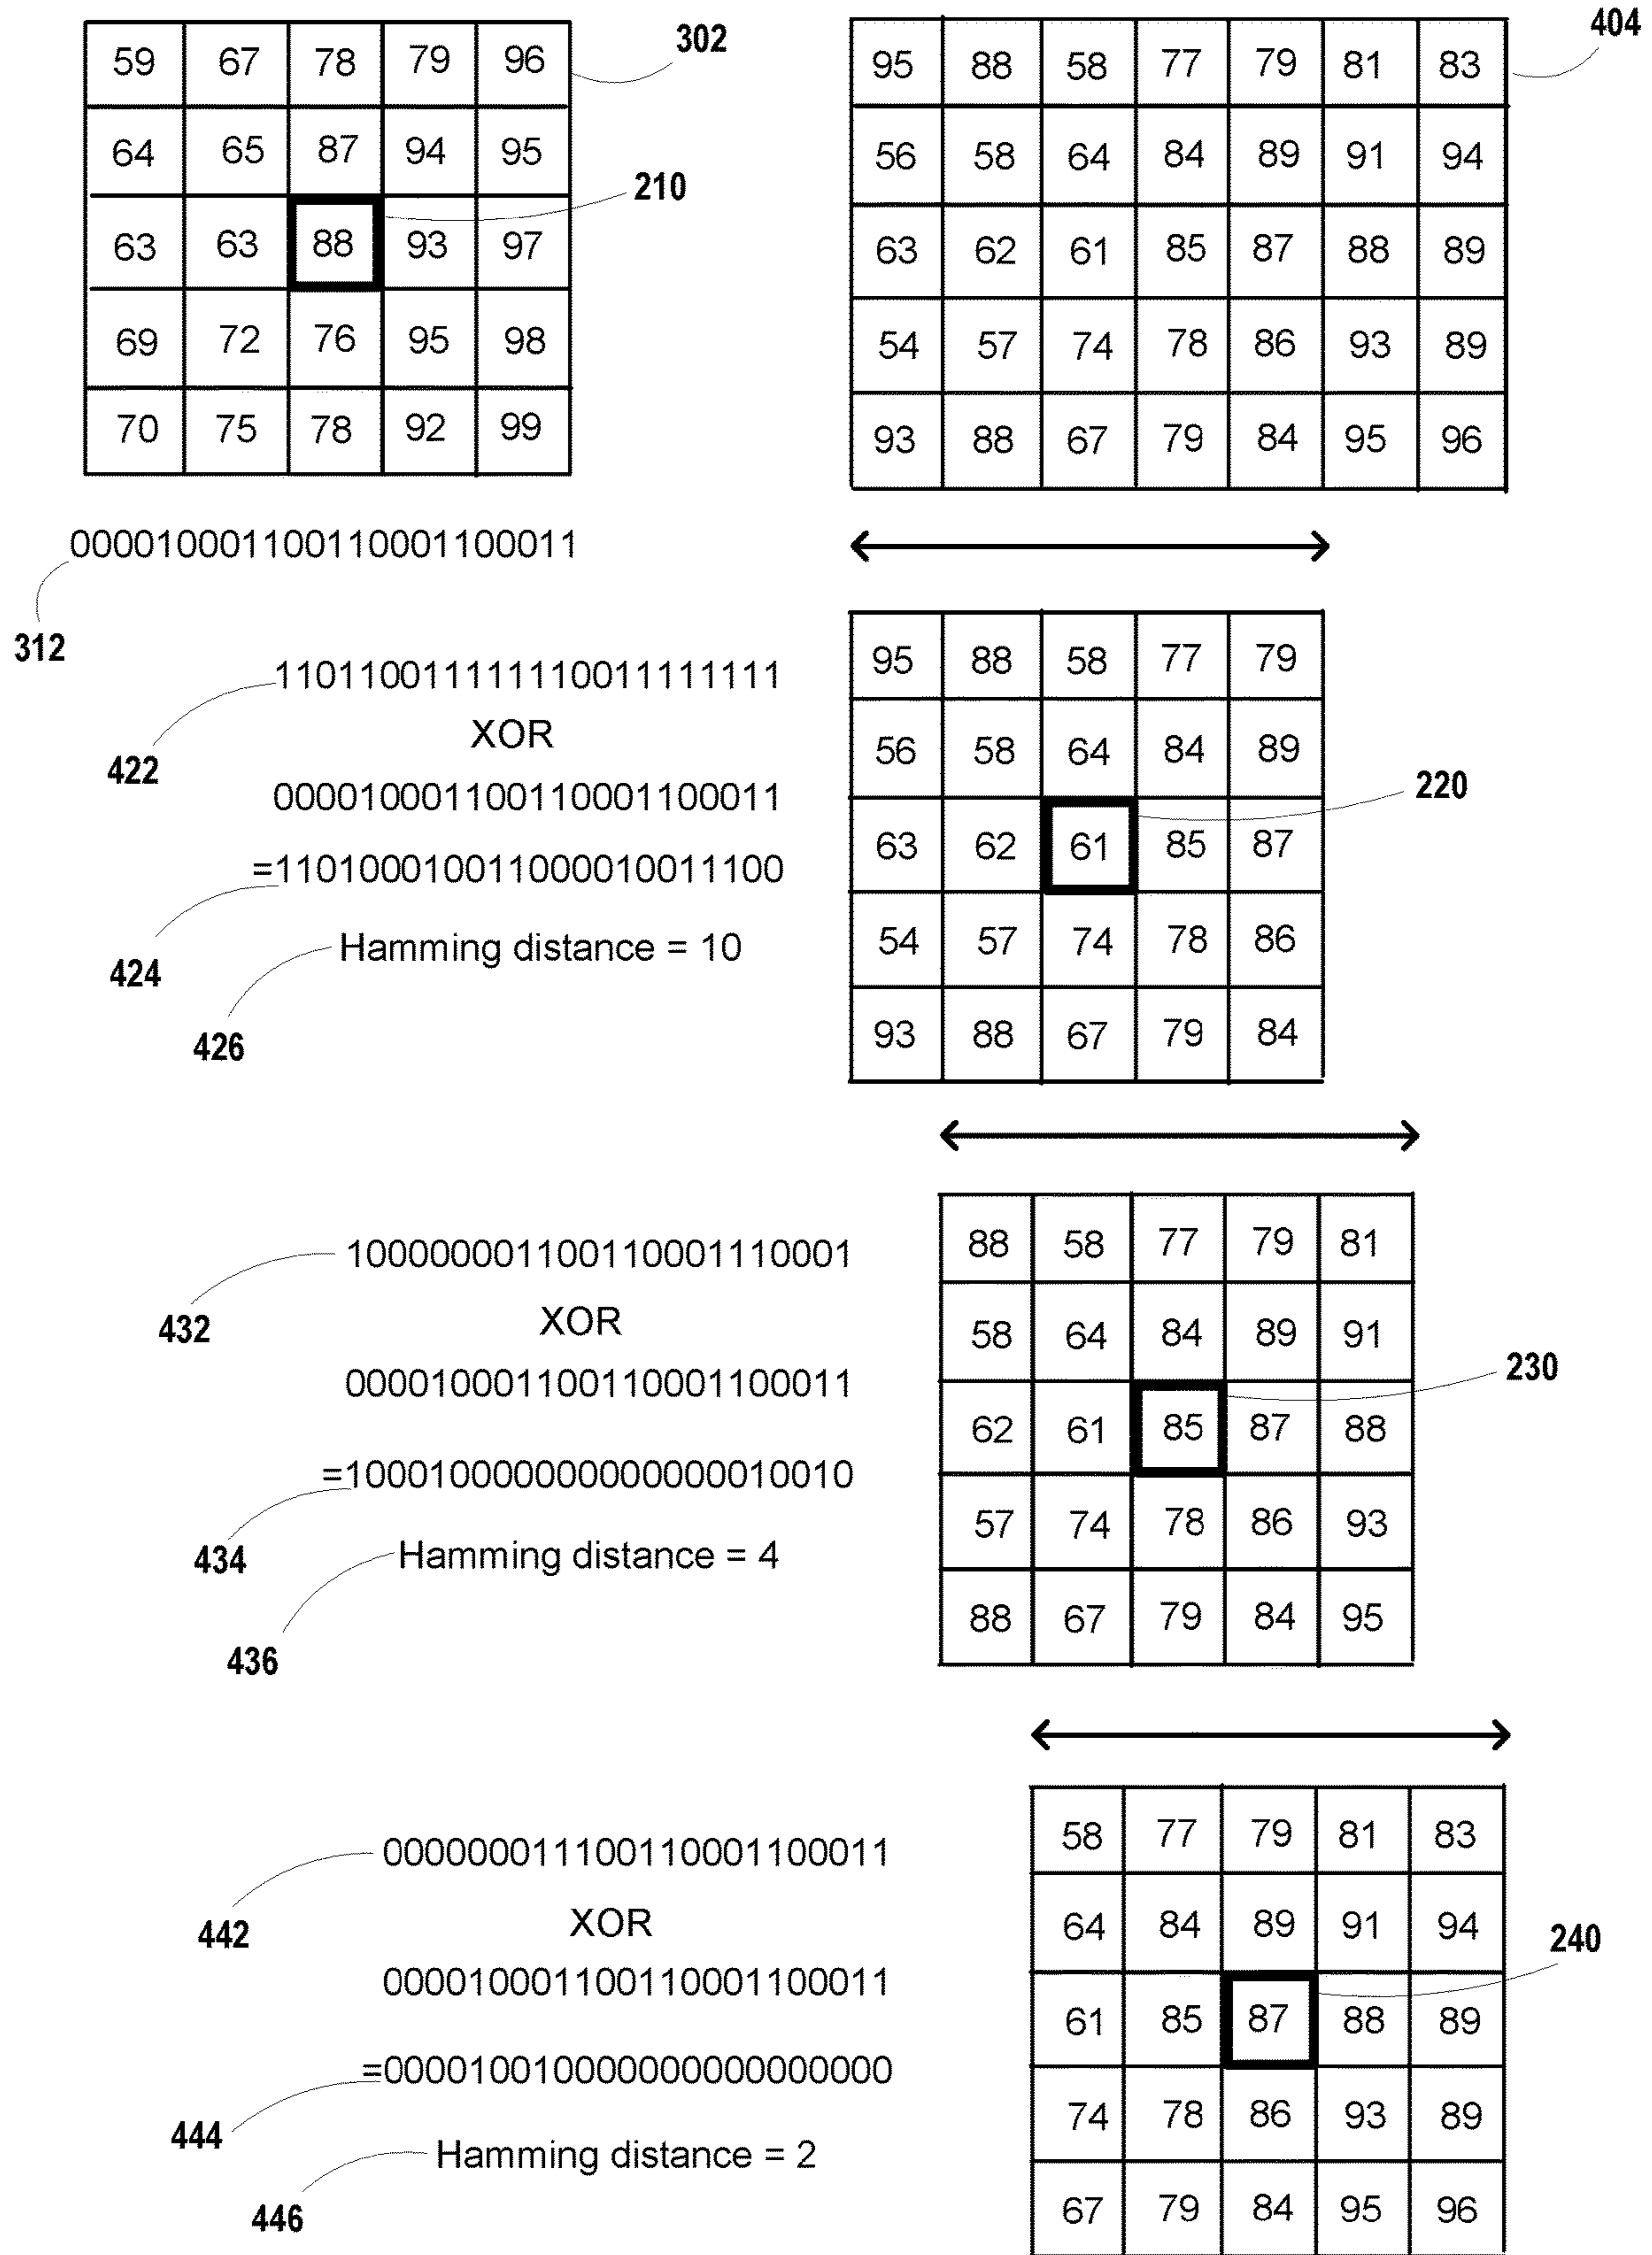 59 67 78 79 96
302
64 65 87 94 95
210
63 63 88 93 97
69 72 76 95 98
70 75 78 92 99
000010001100110001100011
312
95 88 58 77 79 81 83
404
56 58 64 84 89 91 94
63 62 61 85 87 88 89
54 57 74 78 86 93 89
93 88 67 79 84 95 96
110110011111110011111111
422
XOR
000010001100110001100011
=110100010011000010011100
424
Hamming distance = 10
426
95 88 58 77 79
56 58 64 84 89
220
63 62 61 85 87
54 57 74 78 86
93 88 67 79 84
100000001100110001110001
432
XOR
000010001100110001100011
=100010000000000000010010
434
Hamming distance = 4
436
88 58 77 79 81
58 64 84 89 91
230
62 61 85 87 88
57 74 78 86 93
88 67 79 84 95
000000011100110001100011
442
XOR
000010001100110001100011
=000010010000000000000000
444
Hamming distance = 2
446
58 77 79 81 83
64 84 89 91 94
240
61 85 87 88 89
74 78 86 93 89
67 79 84 95 96